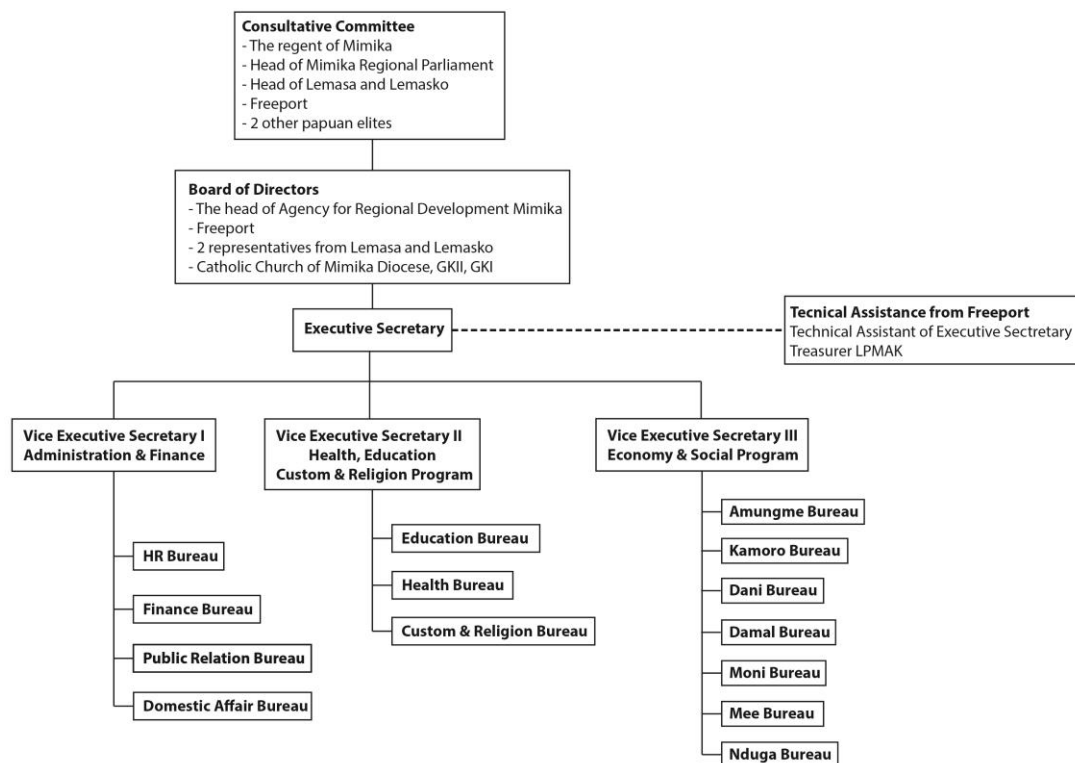 Consultative Committee
- The regent of Mimika
- Head of Mimika Regional Parliament
- Head of Lemasa and Lemasko
- Freeport
- 2 other papuan elites
Board of Directors
- The head of Agency for Regional Development Mimika
- Freeport
- 2 representatives from Lemasa and Lemasko
- Catholic Church of Mimika Diocese, GKII, GKI
Executive Secretary
Tecnical Assistance from Freeport
Technical Assistant of Executive Sectretary
Treasurer LPMAK
Vice Executive Secretary I
Administration & Finance
HR Bureau
Finance Bureau
Public Relation Bureau
Domestic Affair Bureau
Vice Executive Secretary II
Health, Education
Custom & Religion Program
Education Bureau
Health Bureau
Custom & Religion Bureau
Vice Executive Secretary III
Economy & Social Program
Amungme Bureau
Kamoro Bureau
Dani Bureau
Damal Bureau
Moni Bureau
Mee Bureau
Nduga Bureau